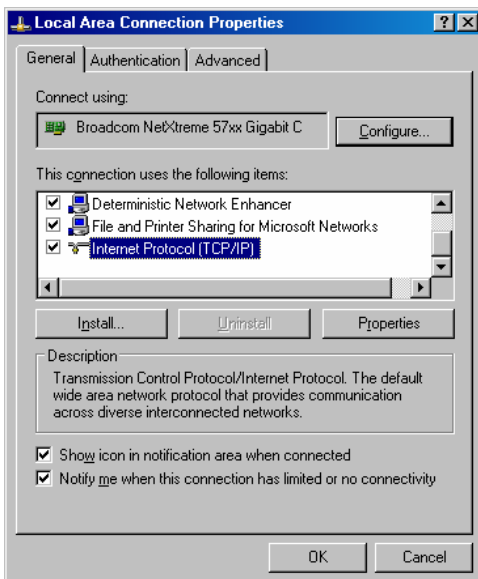 Local Area Connection Properties
General Authentication Advanced
Connect using:
Broadcom NetXtreme 57xx Gigabit C
Configure...
This connection uses the following items:
Deterministic Network Enhancer
File and Printer Sharing for Microsoft Networks
Internet Protocol (TCP/IP)
Install... Uninstall Properties
Description
Transmission Control Protocol/Internet Protocol. The default
wide area network protocol that provides communication
across diverse interconnected networks.
Show icon in notification area when connected
Notify me when this connection has limited or no connectivity
OK Cancel